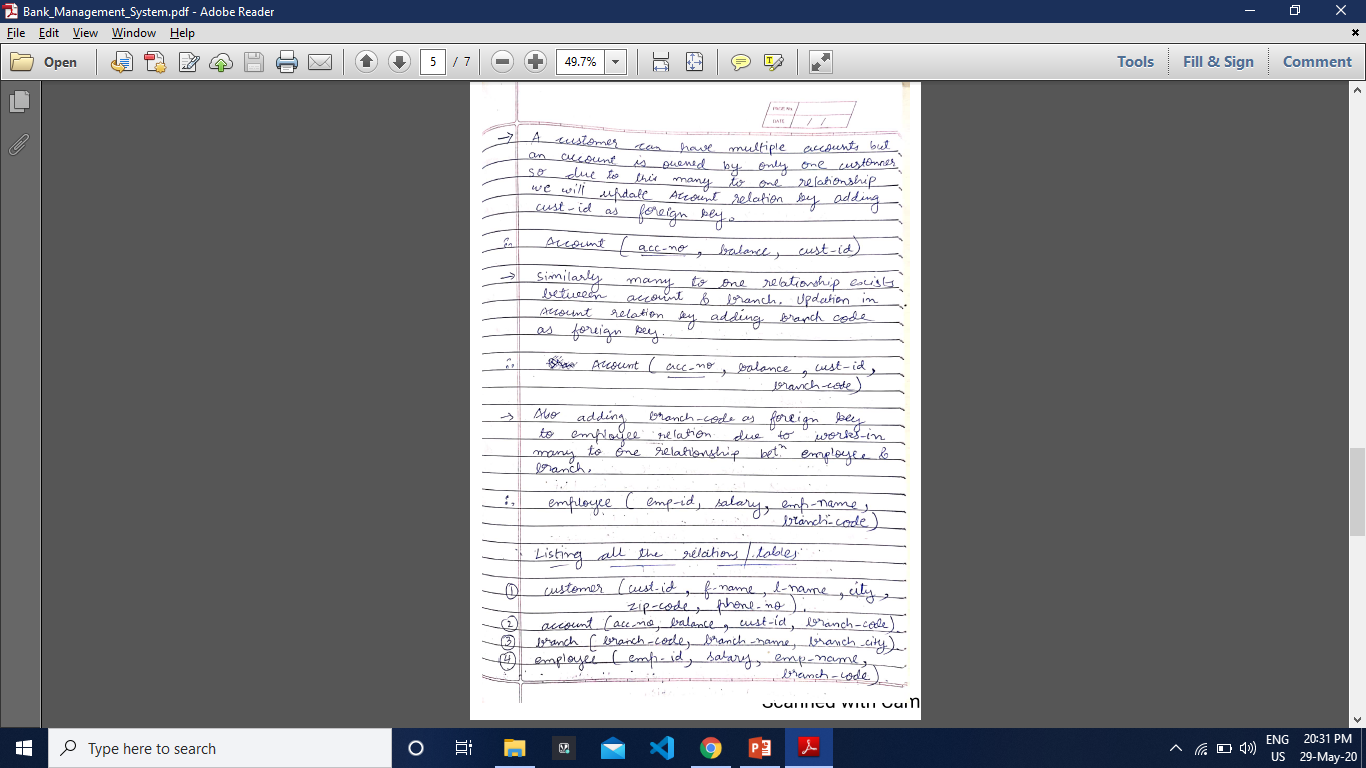 Bank_Management_System.pdf - Adobe Reader
File Edit View Window Help
Open 5 / 7 49.7% Tools Fill & Sign Comment
PAGE No.
DATE / /
→ A customer can have multiple accounts but
an account is owened by only one customer
so due to this many to one relationship
we will update Account relation by adding
cust-id as foreign key.
∴ Account ( acc-no , balance, cust-id)
→ Similarly many to one relationship exists
between account & branch. Updation in
Account relation by adding branch code
as foreign key.
∴ Account ( acc-no , balance , cust-id,
branch-code)
→ Also adding branch-code as foreign key
to employee relation due to works-in
many to one relationship betn employee &
branch.
∴ employee ( emp-id, salary, emp-name,
branch-code)
Listing all the relations / tables
① customer (cust-id , f-name , l-name , city,
zip-code, phone-no).
② account (acc-no, balance , cust-id, branch-code)
③ branch ( branch-code, branch-name, branch-city)
④ employee ( emp-id, salary, emp-name,
branch-code)
Scanned with Cam
Type here to search
ENG 20:31 PM
US 29-May-20